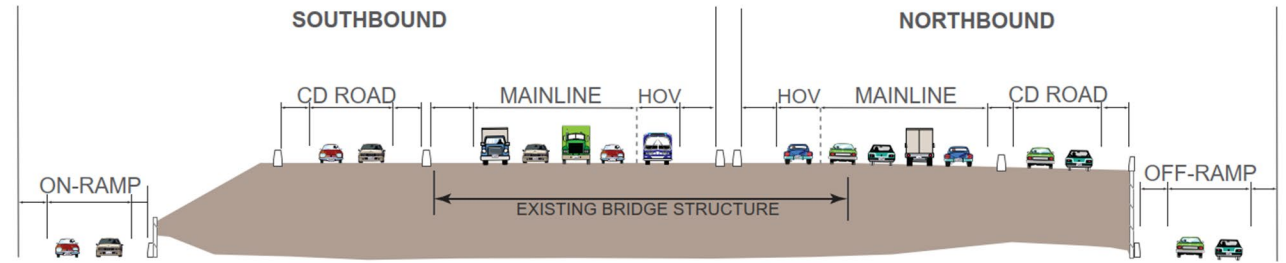 SOUTHBOUND
NORTHBOUND
CD ROAD
MAINLINE
HOV
HOV
MAINLINE
CD ROAD
ON-RAMP
OFF-RAMP
EXISTING BRIDGE STRUCTURE